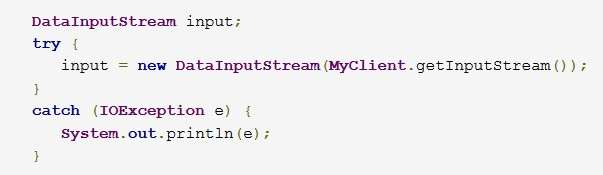 DataInputStream input;
try {
input = new DataInputStream(MyClient.getInputStream());
}
catch (IOException e) {
System.out.println(e);
}